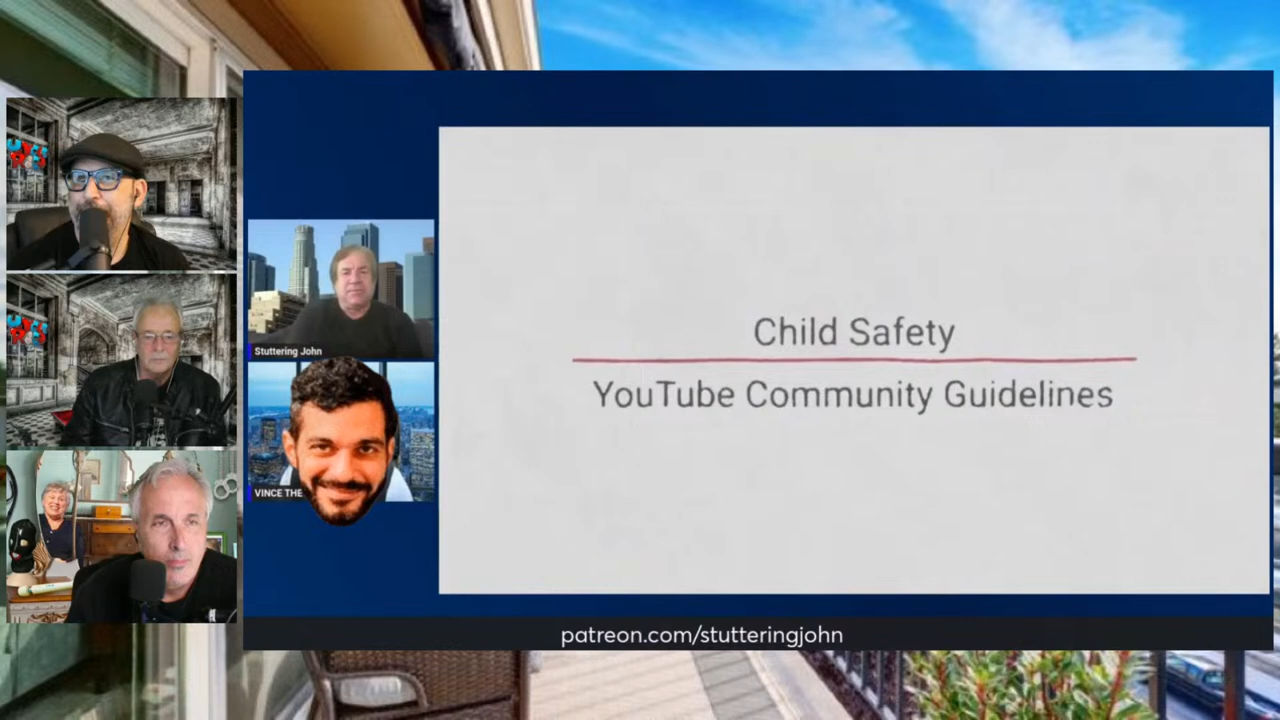 Stuttering John
VINCE THE
Child Safety
YouTube Community Guidelines
patreon.com/stutteringjohn